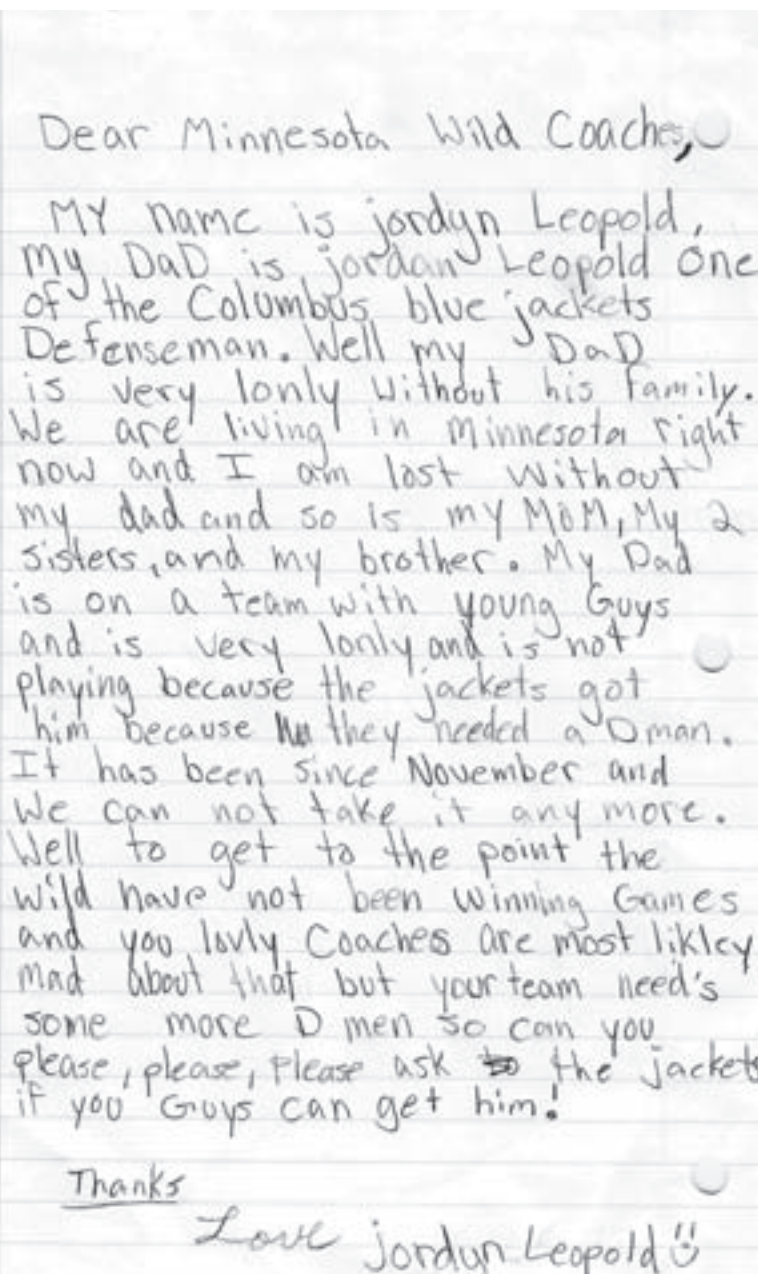 Dear Minnesota Wild Coaches,
MY name is jordyn Leopold,
my DaD is jordan Leopold One
of the Columbus blue jackets
Defenseman. Well my DaD
is very lonly without his family.
We are living in Minnesota right
now and I am lost without
my dad and so is my MOM, My 2
sisters, and my brother. My Dad
is on a team with young Guys
and is very lonly and is not
playing because the jackets got
him because they needed a D man.
It has been since November and
We can not take it any more.
Well to get to the point the
wild have not been winning Games
and you lovly Coaches are most likley
mad about that but your team need's
some more D men so can you
please, please, Please ask the jackets
if you Guys can get him!
Thanks
Love jordyn Leopold